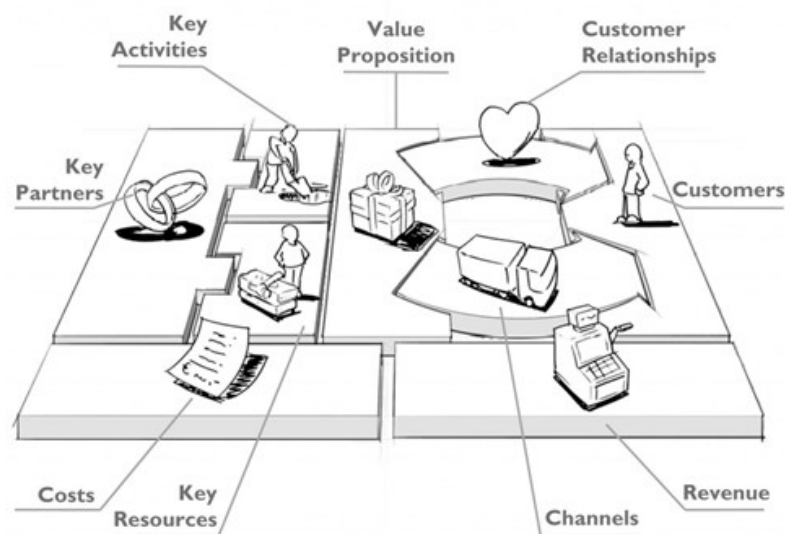 Key
Activities
Value
Proposition
Customer
Relationships
Key
Partners
Customers
Costs
Key
Resources
Channels
Revenue